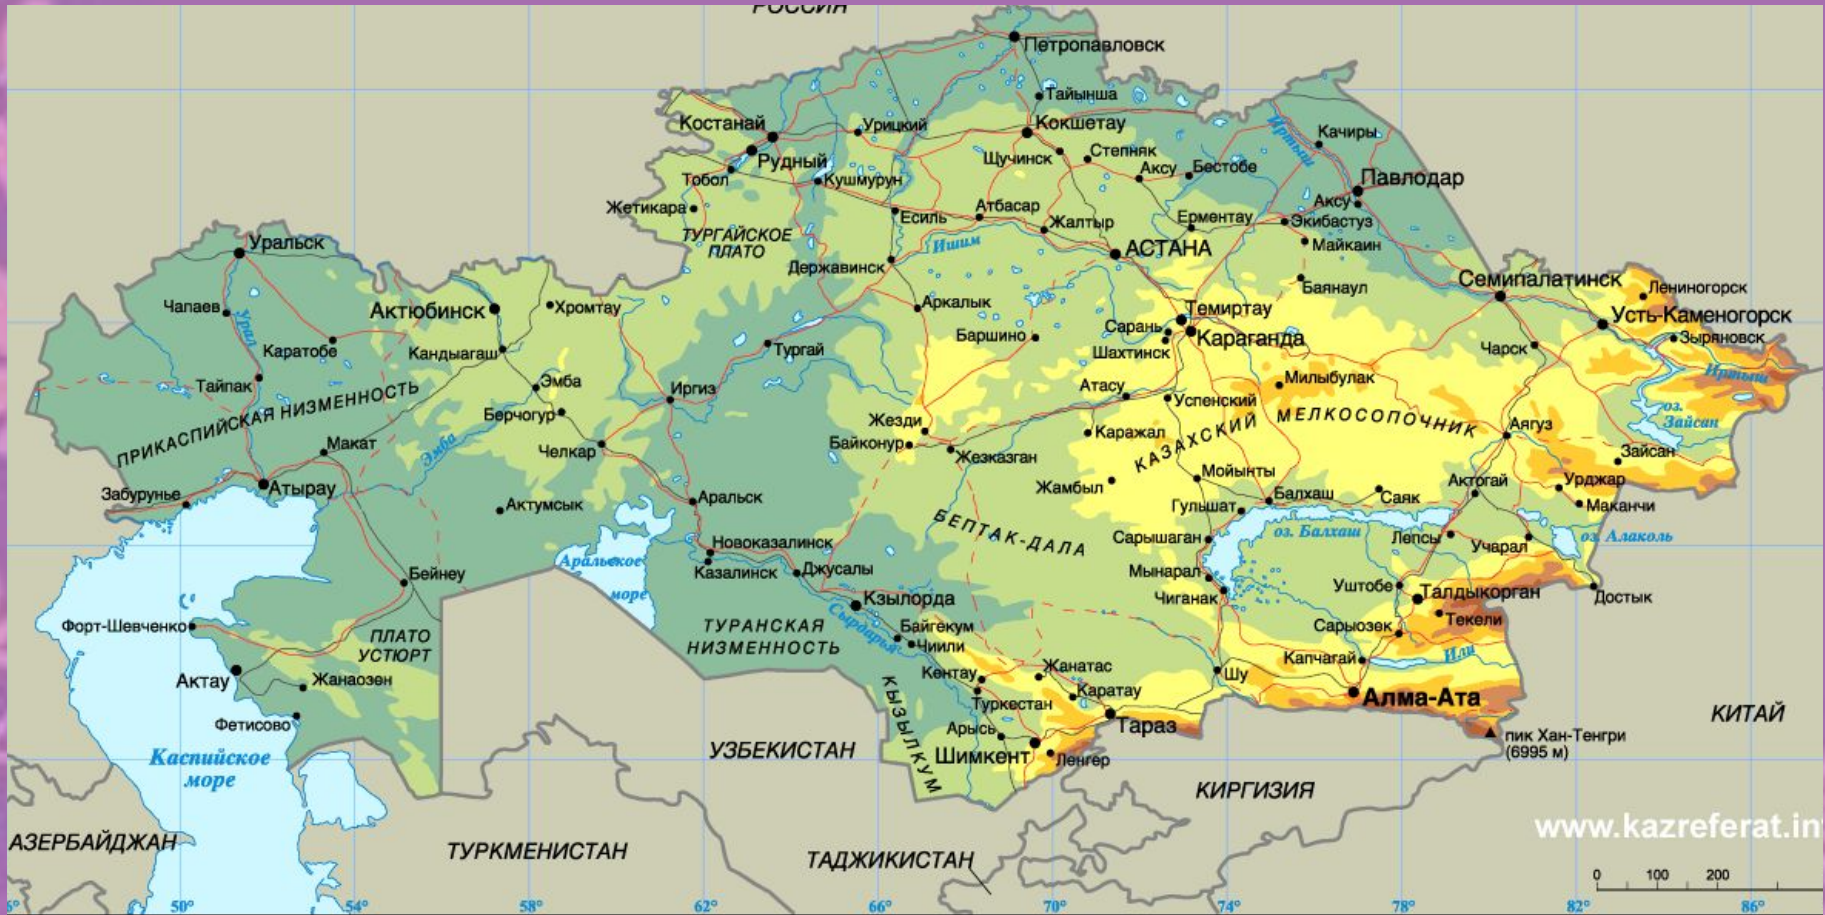 РОССИЯ
Петропавловск
Тайынша
Костанай
Урицкий
Кокшетау
Рудный
Щучинск
Степняк
Иртыш
Качиры
Тобол
Кушмурун
Аксу
Бестобе
Павлодар
Жетикара
Есиль
Атбасар
Жалтыр
Ерментау
Аксу
Экибастуз
ТУРГАЙСКОЕ
ПЛАТО
Ишим
АСТАНА
Майкаин
Уральск
Державинск
Баянаул
Семипалатинск
Лениногорск
Чапаев
Урал
Актюбинск
Хромтау
Аркалык
Темиртау
Усть-Каменогорск
Каратобе
Кандыагаш
Тургай
Баршино
Сарань
Караганда
Шахтинск
Чарск
Зыряновск
Тайпак
Эмба
Иргиз
Атасу
Милыбулак
Иртыш
ПРИКАСПИЙСКАЯ НИЗМЕННОСТЬ
Берчогур
Успенский
оз.
Зайсан
Макат
Эмба
Челкар
Жезди
Байконур
Каражал
КАЗАХСКИЙ МЕЛКОСОПОЧНИК
Аягуз
Жезказган
Зайсан
Забурунье
Атырау
Актумсык
Аральск
Жамбыл
Мойынты
Балхаш
Саяк
Актогай
Урджар
Гульшат
Маканчи
БЕПТАК-ДАЛА
Сарышаган
оз. Балхаш
Лепсы
Учарал
оз. Алаколь
Новоказалинск
Аральское
море
Казалинск
Джусалы
Мынарал
Бейнеу
Чиганак
Уштобе
Талдыкорган
Достык
Кзылорда
Форт-Шевченко
ПЛАТО
УСТЮРТ
ТУРАНСКАЯ
НИЗМЕННОСТЬ
Сырдарья
Байгекум
Чиили
Сарыозек
Текели
Капчагай
Или
Актау
Жанаозен
Кентау
Жанатас
Шу
Алма-Ата
Туркестан
Каратау
Фетисово
КЫЗЫЛКУМ
Арысь
Тараз
КИТАЙ
Каспийское
море
УЗБЕКИСТАН
Шимкент
Ленгер
пик Хан-Тенгри
(6995 м)
КИРГИЗИЯ
АЗЕРБАЙДЖАН
ТУРКМЕНИСТАН
ТАДЖИКИСТАН
www.kazreferat.in
0 100 200
50° 54° 58° 62° 66° 70° 74° 78° 82° 86°